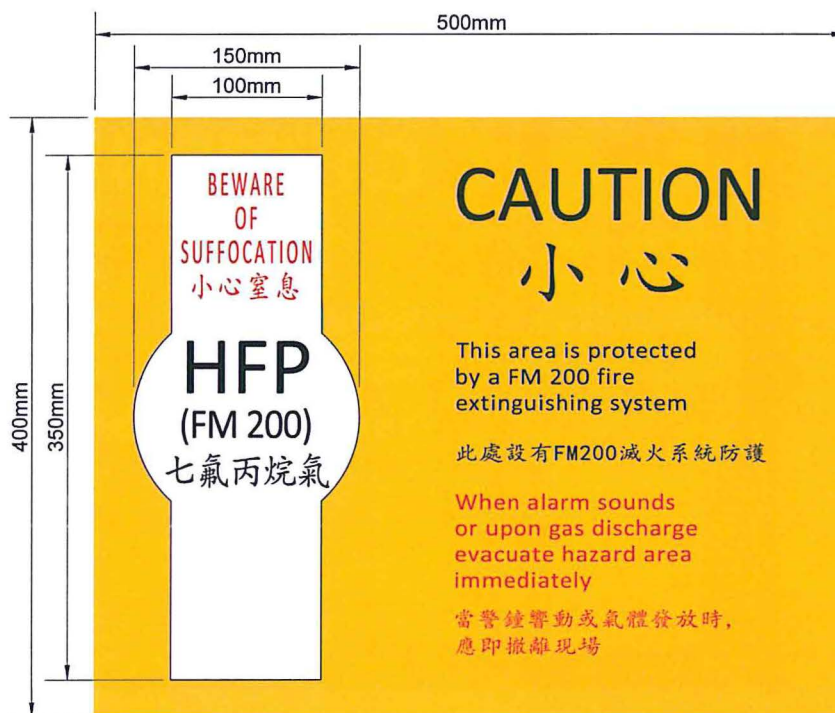 500mm
150mm
100mm
400mm
350mm
BEWARE
OF
SUFFOCATION
小心窒息
HFP
(FM 200)
七氟丙烷氣
CAUTION
小心
This area is protected
by a FM 200 fire
extinguishing system
此處設有FM200滅火系統防護
When alarm sounds
or upon gas discharge
evacuate hazard area
immediately
當警鐘響動或氣體發放時,
應即撤離現場